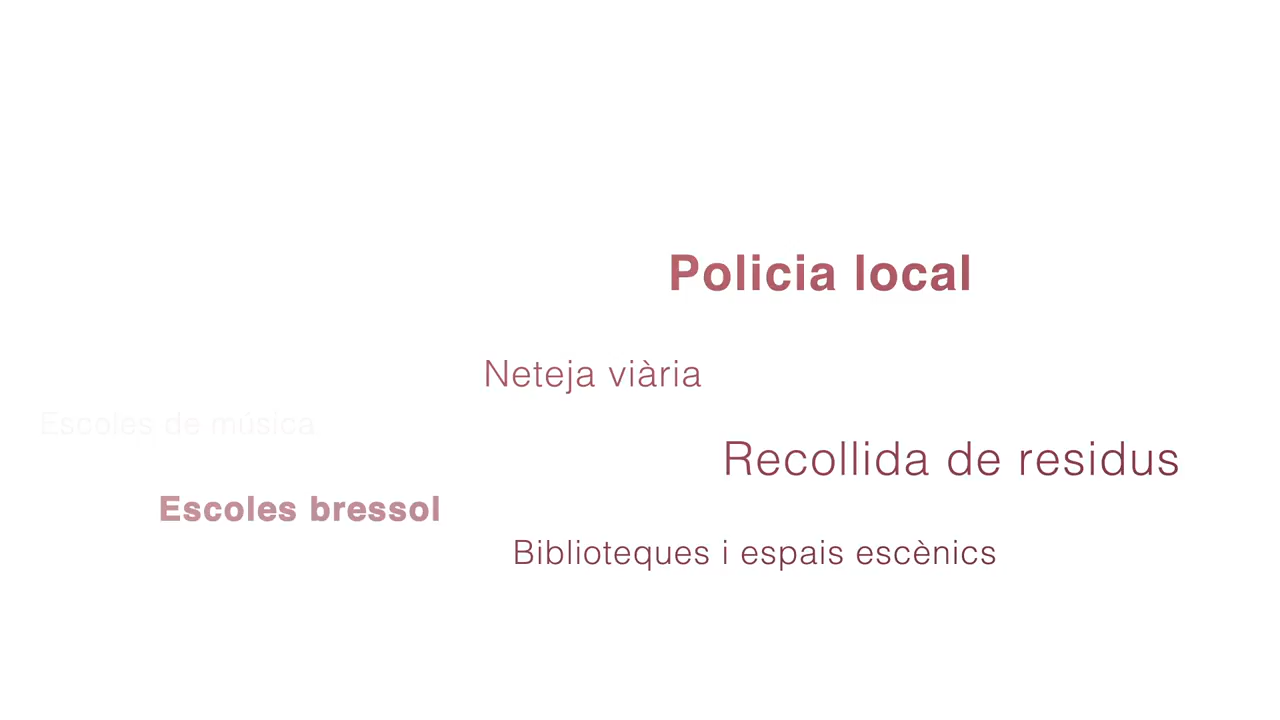 Policia local
Neteja viària
Escoles de música
Recollida de residus
Escoles bressol
Biblioteques i espais escènics